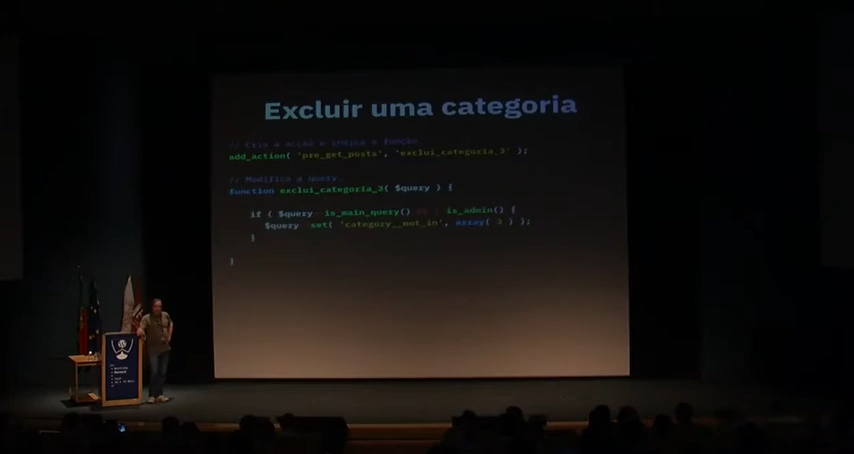 Excluir uma categoria
// Cria a acção e indica a função
add_action( 'pre_get_posts', 'exclui_categoria_3' );
// Modifica a query
function exclui_categoria_3( $query ) {
if ( $query is_main_query() is_admin() {
$query set( 'category__not_in', array( 3 ) );
}
}